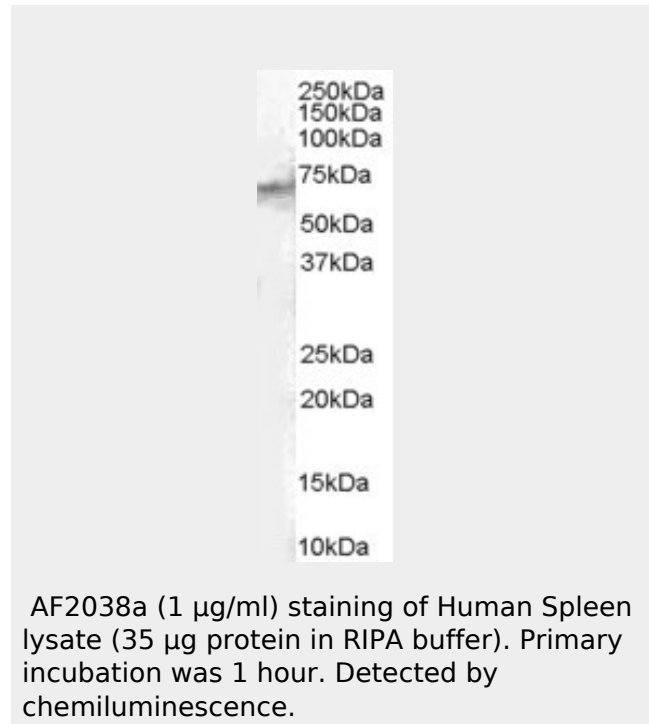 250kDa
150kDa
100kDa
75kDa
50kDa
37kDa
25kDa
20kDa
15kDa
10kDa
AF2038a (1 µg/ml) staining of Human Spleen
lysate (35 µg protein in RIPA buffer). Primary
incubation was 1 hour. Detected by
chemiluminescence.